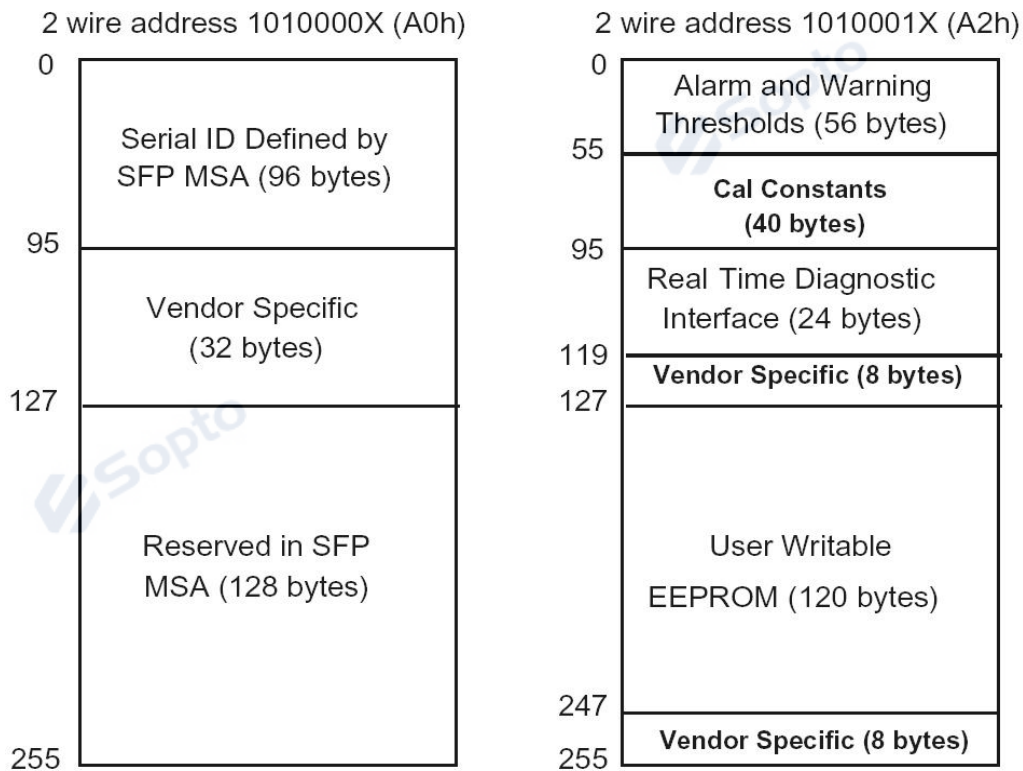 2 wire address 1010000X (A0h)
0
Serial ID Defined by
SFP MSA (96 bytes)
95
Vendor Specific
(32 bytes)
127
Sopto
Reserved in SFP
MSA (128 bytes)
255
2 wire address 1010001X (A2h)
0
Sopto
Alarm and Warning
Thresholds (56 bytes)
55
Cal Constants
(40 bytes)
95
Real Time Diagnostic
Interface (24 bytes)
119
Vendor Specific (8 bytes)
127
User Writable
EEPROM (120 bytes)
247
Vendor Specific (8 bytes)
255